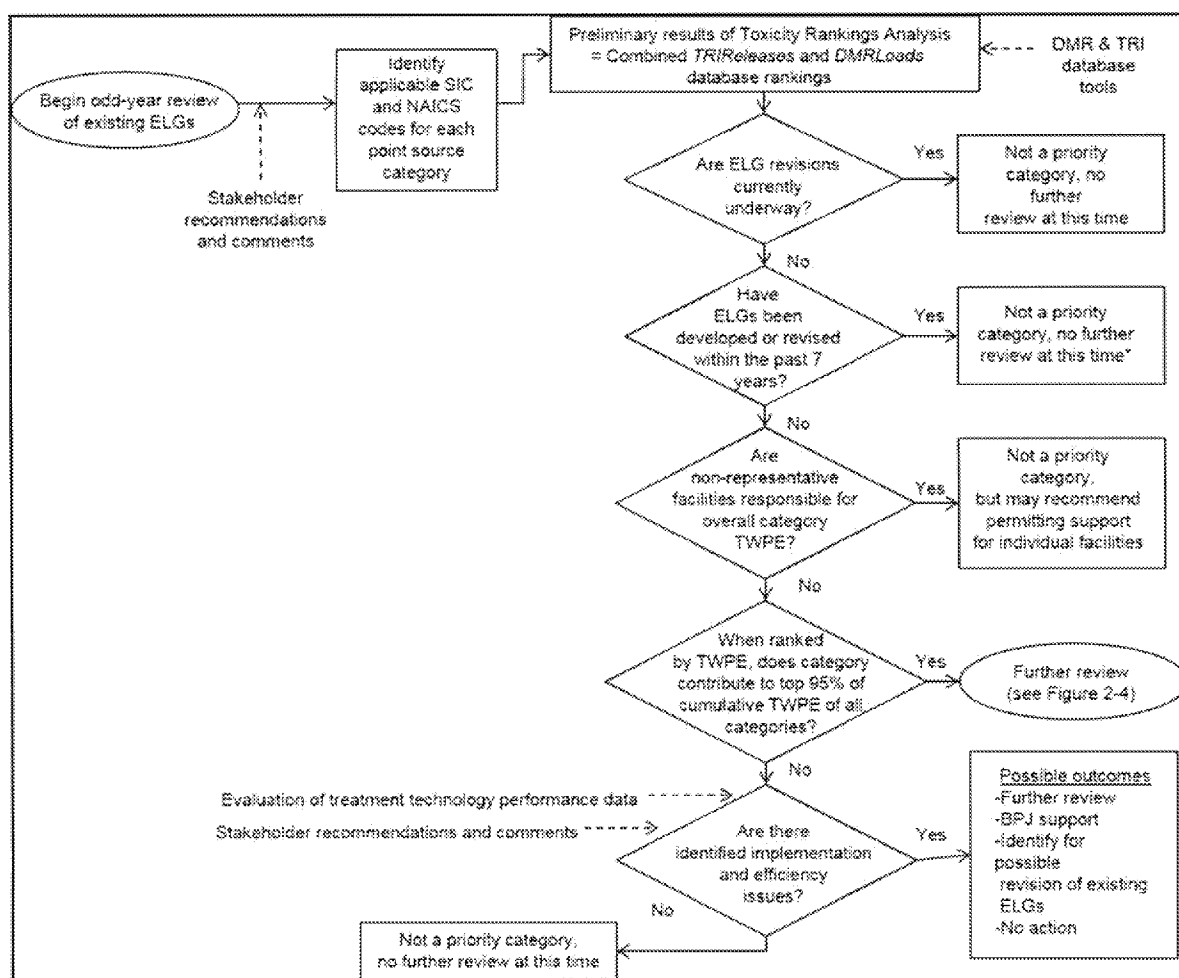 Preliminary results of Toxicity Rankings Analysis
= Combined TRIReleases and DMRLoads
database rankings
DMR & TRI
database
tools
Begin odd-year review
of existing ELGs
Identify
applicable SIC
and NAICS
codes for each
point source
category
Stakeholder
recommendations
and comments
Are ELG revisions
currently
underway?
Yes
Not a priority
category, no
further
review at this time
No
Have
ELGs been
developed or revised
within the past 7
years?
Yes
Not a priority
category, no further
review at this time*
No
Are
non-representative
facilities responsible for
overall category
TWPE?
Yes
Not a priority
category,
but may recommend
permitting support
for individual facilities
No
When ranked
by TWPE, does category
contribute to top 95% of
cumulative TWPE of all
categories?
Yes
Further review
(see Figure 2-4)
No
Evaluation of treatment technology performance data
Stakeholder recommendations and comments
Are there
identified implementation
and efficiency
issues?
Yes
Possible outcomes
-Further review
-BPJ support
-Identify for
possible
revision of existing
ELGs
-No action
No
Not a priority category,
no further review at this time